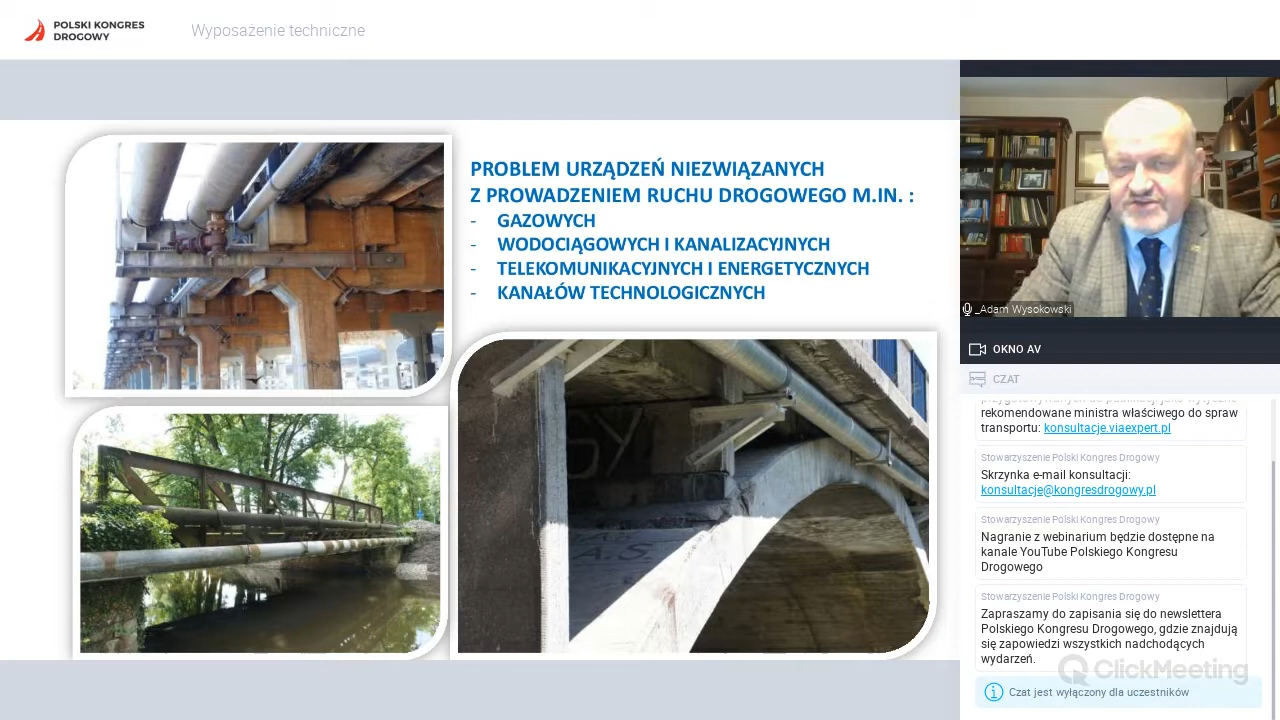 POLSKI KONGRES
DROGOWY
Wyposażenie techniczne
PROBLEM URZĄDZEŃ NIEZWIĄZANYCH
Z PROWADZENIEM RUCHU DROGOWEGO M.IN. :
- GAZOWYCH
- WODOCIĄGOWYCH I KANALIZACYJNYCH
- TELEKOMUNIKACYJNYCH I ENERGETYCZNYCH
- KANAŁÓW TECHNOLOGICZNYCH
_Adam Wysokowski
OKNO AV
CZAT
rekomendowane ministra właściwego do spraw
transportu: konsultacje.viaexpert.pl
Stowarzyszenie Polski Kongres Drogowy
Skrzynka e-mail konsultacji:
konsultacje@kongresdrogowy.pl
Stowarzyszenie Polski Kongres Drogowy
Nagranie z webinarium będzie dostępne na
kanale YouTube Polskiego Kongresu
Drogowego
Stowarzyszenie Polski Kongres Drogowy
Zapraszamy do zapisania się do newslettera
Polskiego Kongresu Drogowego, gdzie znajdują
się zapowiedzi wszystkich nadchodzących
wydarzeń.
ClickMeeting
Czat jest wyłączony dla uczestników